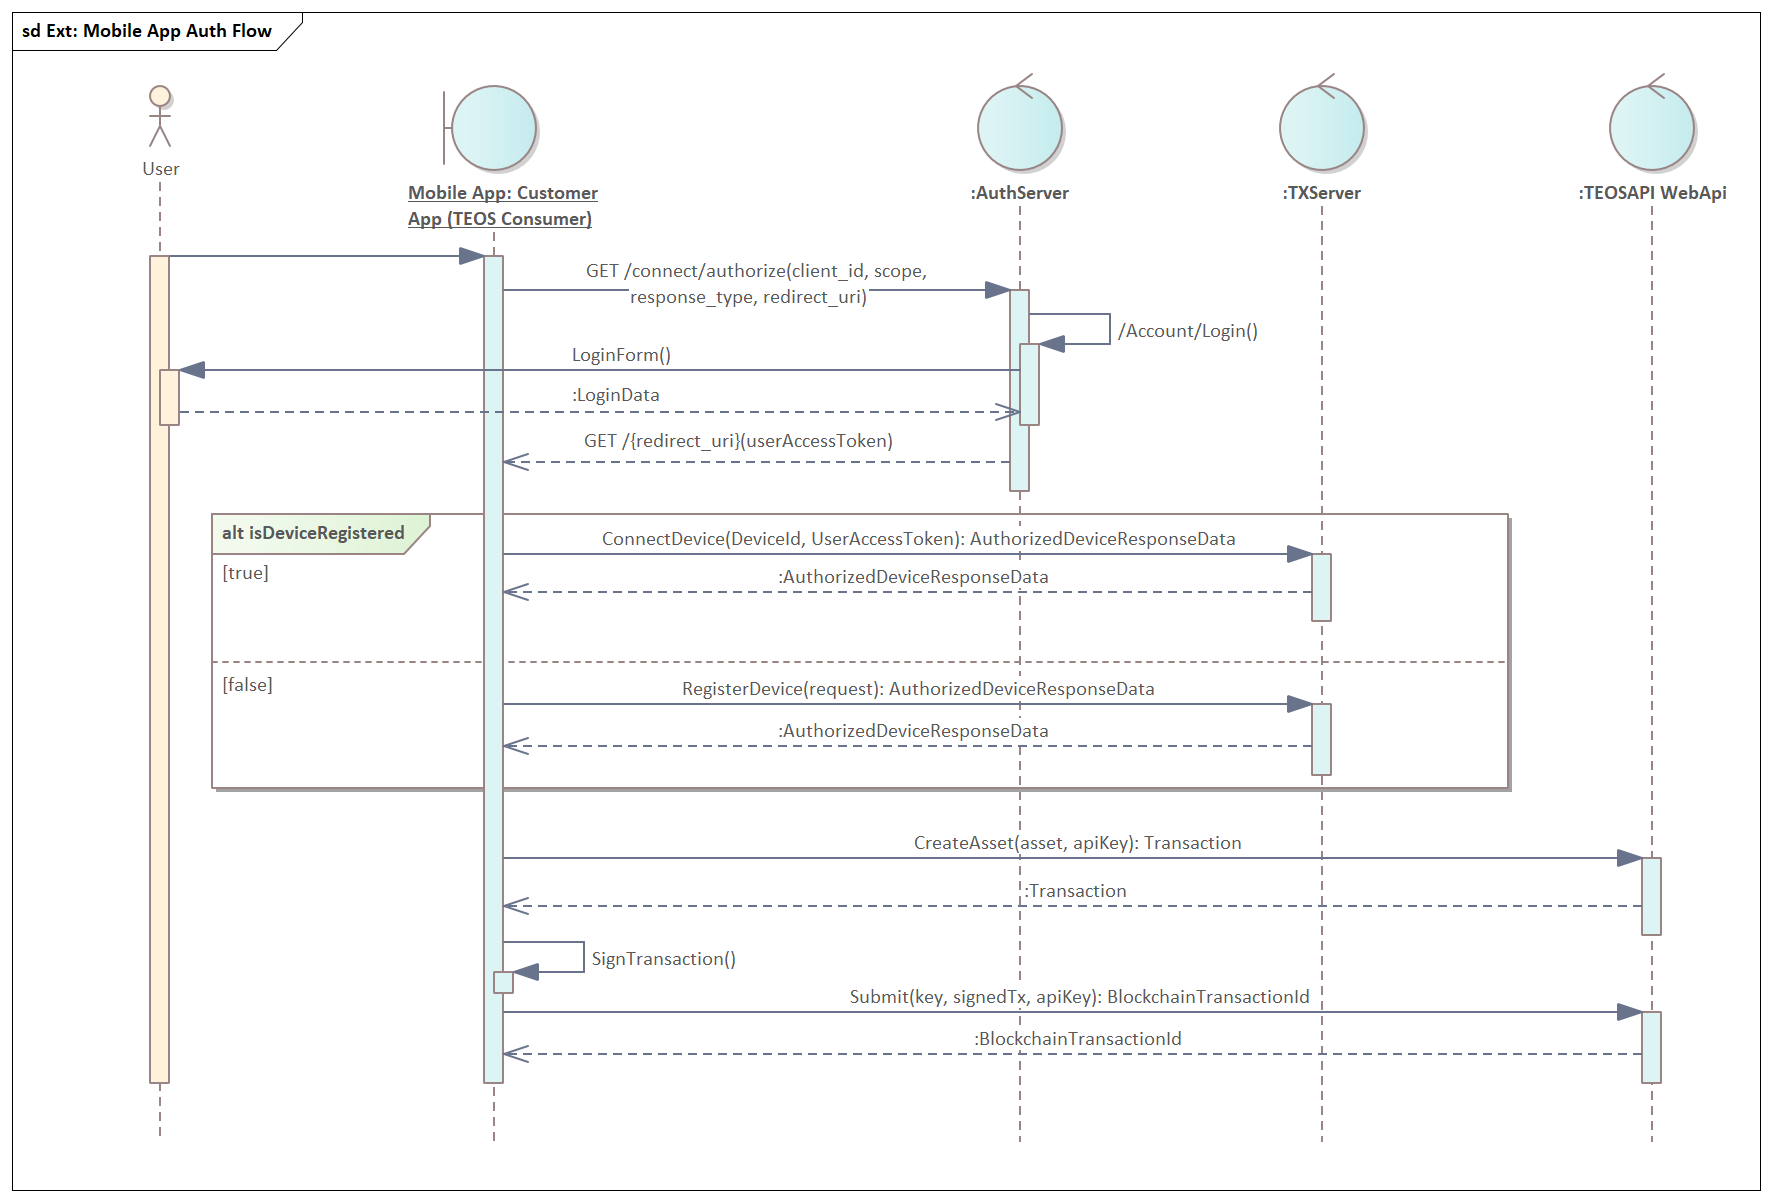 sd Ext: Mobile App Auth Flow
User
Mobile App: Customer
App (TEOS Consumer)
:AuthServer
:TXServer
:TEOSAPI WebApi
GET /connect/authorize(client_id, scope,
response_type, redirect_uri)
/Account/Login()
LoginForm()
:LoginData
GET /{redirect_uri}(userAccessToken)
alt isDeviceRegistered
ConnectDevice(DeviceId, UserAccessToken): AuthorizedDeviceResponseData
[true]
:AuthorizedDeviceResponseData
[false]
RegisterDevice(request): AuthorizedDeviceResponseData
:AuthorizedDeviceResponseData
CreateAsset(asset, apiKey): Transaction
:Transaction
SignTransaction()
Submit(key, signedTx, apiKey): BlockchainTransactionId
:BlockchainTransactionId